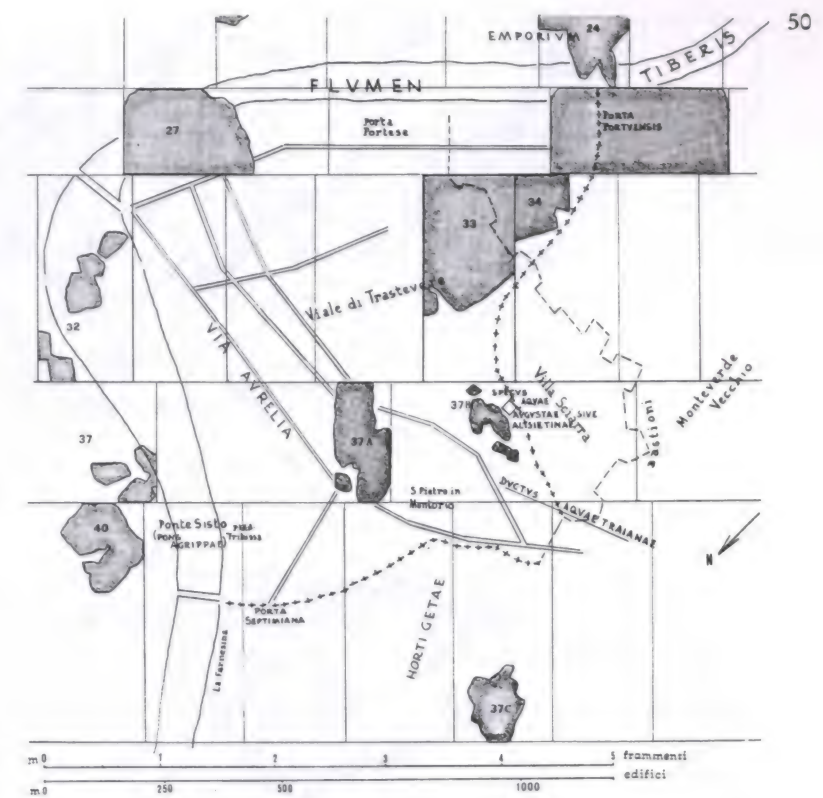 50
24
EMPORIVM
TIBERIS
FLVMEN
27
Porta
Portese
PORTA
PORTVENSIS
34
33
Viale di Trastevere
32
VIA AVRELIA
37
37A
37B
SPECVS
AQVAE
AVGVSTAE SIVE
ALSIETINAE
Villa Sciarra
Bastioni
Monteverde
Vecchio
S. Pietro in
Montorio
DVCTVS AQVAE TRAIANAE
40
Ponte Sisto
(PONS
AGRIPPAE)
N
PORTA
SEPTIMIANA
La Farnesina
HORTI GETAE
37C
m 0 1 2 3 4 5 frammenti
edifici
m.0 250 500 1000